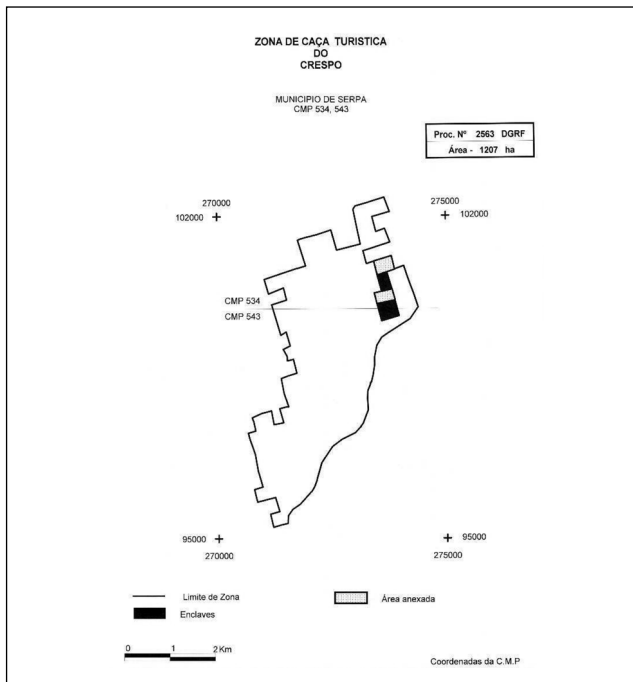 ZONA DE CAÇA TURISTICA
DO
CRESPO
MUNICIPIO DE SERPA
CMP 534, 543
Proc. Nº 2563 DGRF
Área - 1207 ha
270000
102000
275000
102000
CMP 534
CMP 543
95000
270000
95000
275000
Limite de Zona
Área anexada
Enclaves
0 1 2 Km
Coordenadas da C.M.P